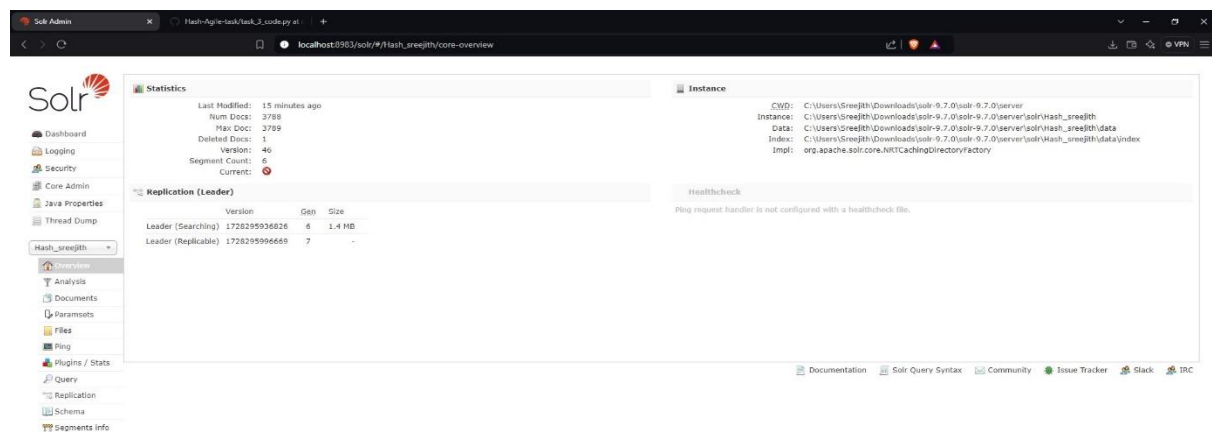 Solr Admin
Hash-Agile-task/task_3_code.py at
localhost:8983/solr/#/Hash_sreejith/core-overview
VPN
Solr
Dashboard
Logging
Security
Core Admin
Java Properties
Thread Dump
Hash_sreejith
Overview
Analysis
Documents
Paramsets
Files
Ping
Plugins / Stats
Query
Replication
Schema
Segments info
Statistics
Last Modified: 15 minutes ago
Num Docs: 3788
Max Doc: 3789
Deleted Docs: 1
Version: 46
Segment Count: 6
Current:
Instance
CWD: C:\Users\Sreejith\Downloads\solr-9.7.0\solr-9.7.0\server
Instance: C:\Users\Sreejith\Downloads\solr-9.7.0\solr-9.7.0\server\solr\Hash_sreejith
Data: C:\Users\Sreejith\Downloads\solr-9.7.0\solr-9.7.0\server\solr\Hash_sreejith\data
Index: C:\Users\Sreejith\Downloads\solr-9.7.0\solr-9.7.0\server\solr\Hash_sreejith\data\index
Impl: org.apache.solr.core.NRTCachingDirectoryFactory
Replication (Leader)
Version Gen Size
Leader (Searching) 1728295936826 6 1.4 MB
Leader (Replicable) 1728295996669 7 -
Healthcheck
Ping request handler is not configured with a healthcheck file.
Documentation Solr Query Syntax Community Issue Tracker Slack IRC